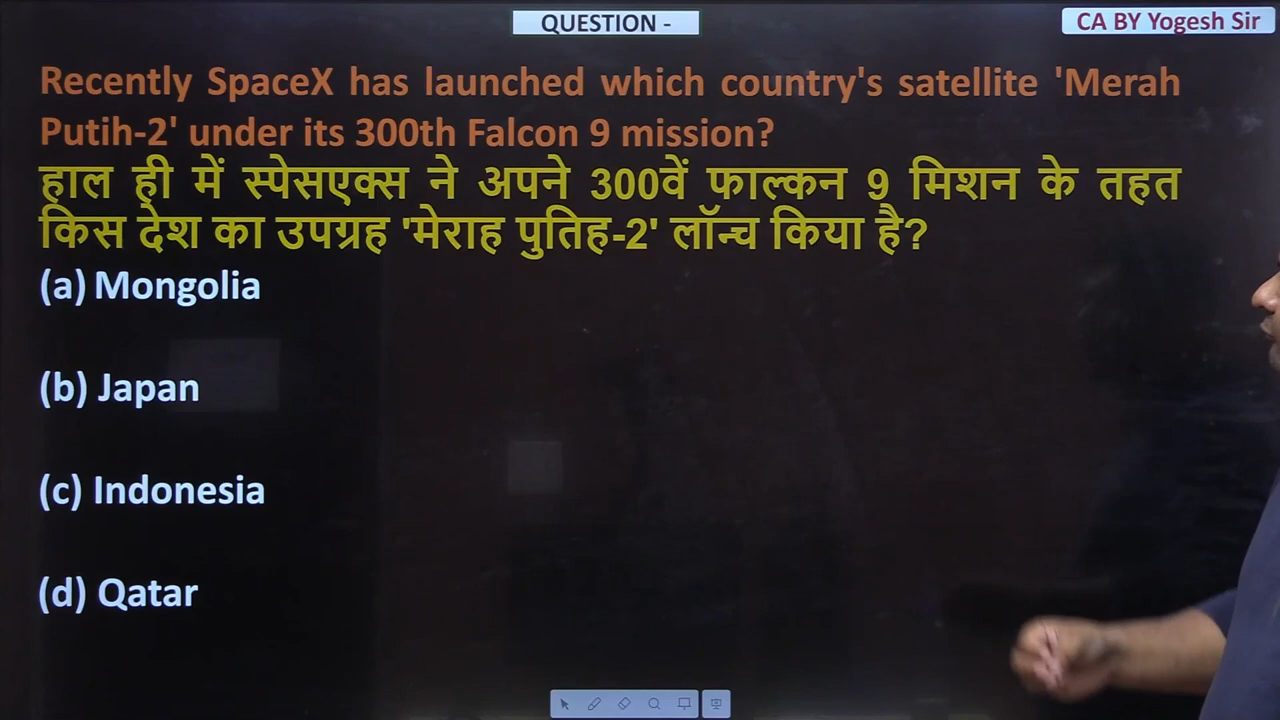 QUESTION -
CA BY Yogesh Sir
Recently SpaceX has launched which country's satellite 'Merah
Putih-2' under its 300th Falcon 9 mission?
हाल ही में स्पेसएक्स ने अपने 300वें फाल्कन 9 मिशन के तहत
किस देश का उपग्रह 'मेराह पुतिह-2' लॉन्च किया है?
(a) Mongolia
(b) Japan
(c) Indonesia
(d) Qatar